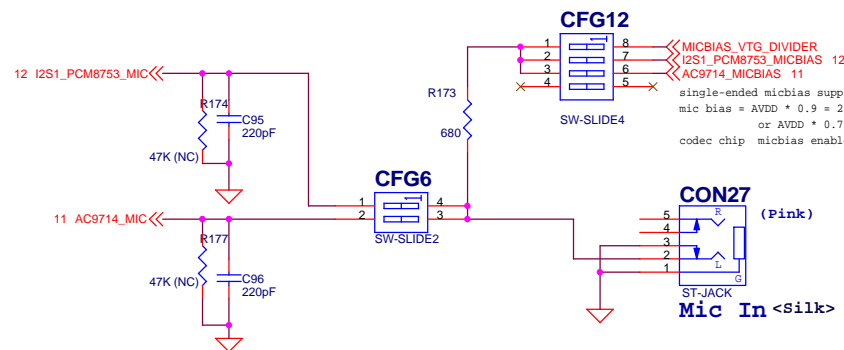 CFG12
1
2
3
4
1
8
7
6
5
MICBIAS_VTG_DIVIDER
I2S1_PCM8753_MICBIAS 12
AC9714_MICBIAS 11
single-ended micbias supp
mic bias = AVDD * 0.9 = 2
or AVDD * 0.7
codec chip micbias enabl
SW-SLIDE4
12 I2S1_PCM8753_MIC
R174
C95
220pF
47K (NC)
R173
680
CFG6
1
2
1
4
3
SW-SLIDE2
11 AC9714_MIC
R177
C96
220pF
47K (NC)
CON27
5
4
3
2
1
R
L
G
(Pink)
ST-JACK
Mic In <Silk>